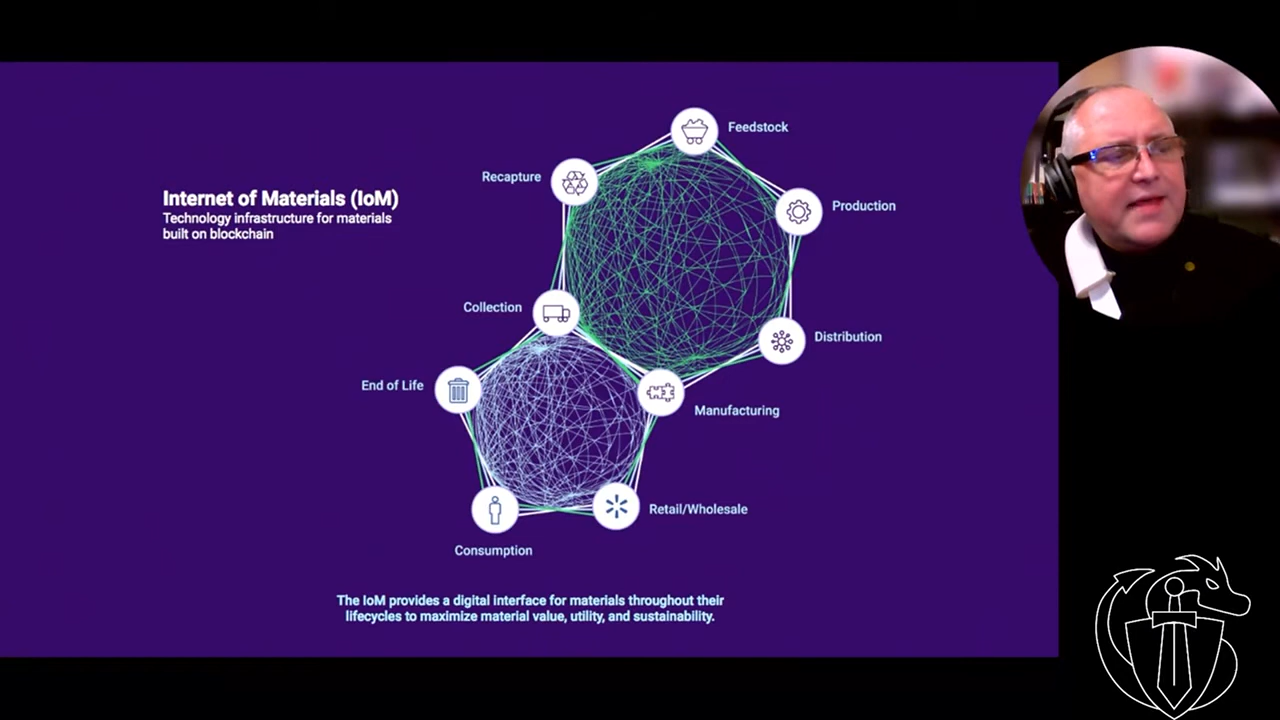 Internet of Materials (IoM)
Technology infrastructure for materials
built on blockchain
Feedstock
Recapture
Production
Collection
Distribution
End of Life
Manufacturing
Retail/Wholesale
Consumption
The IoM provides a digital interface for materials throughout their
lifecycles to maximize material value, utility, and sustainability.